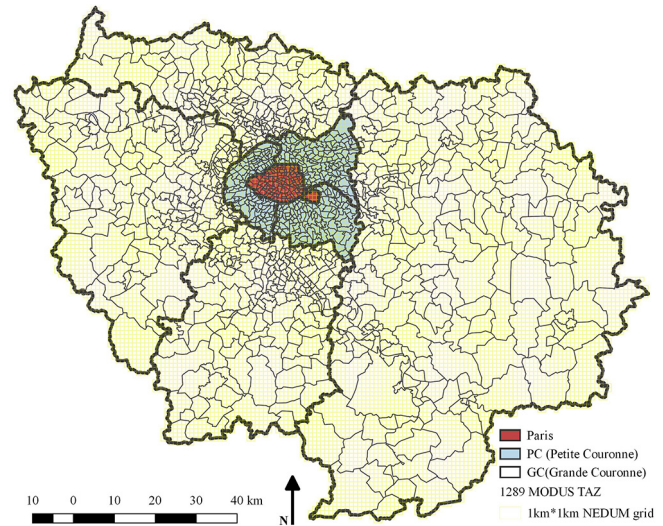 Paris
PC (Petite Couronne)
GC(Grande Couronne)
1289 MODUS TAZ
1km*1km NEDUM grid
10 0 10 20 30 40 km
N